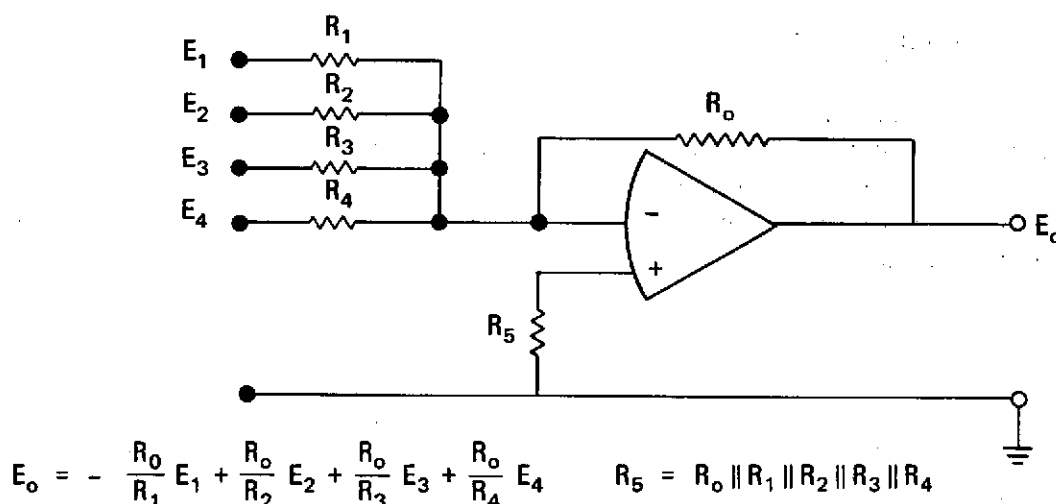 E₁
R₁
E₂
R₂
E₃
R₃
E₄
R₄
Rₒ
−
+
Eₒ
R₅
Eₒ = - R₀/R₁ E₁ + Rₒ/R₂ E₂ + Rₒ/R₃ E₃ + Rₒ/R₄ E₄
R₅ = Rₒ || R₁ || R₂ || R₃ || R₄